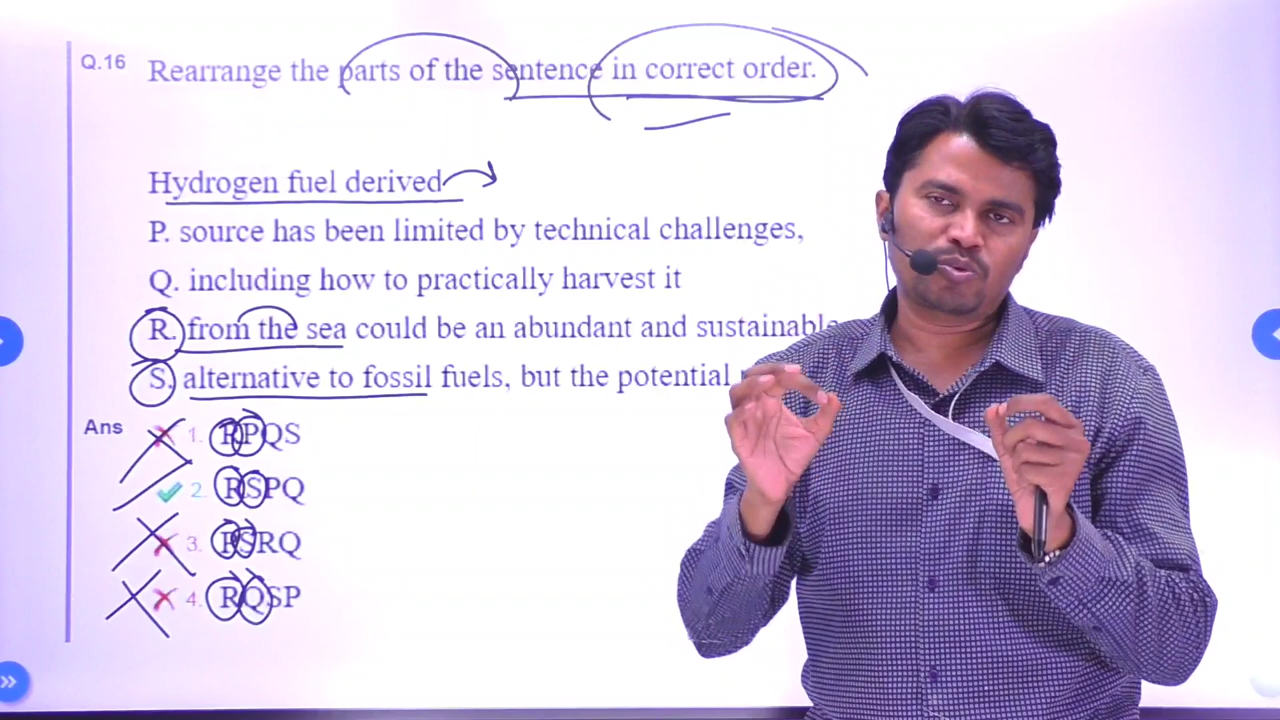 Q.16 Rearrange the parts of the sentence in correct order.
Hydrogen fuel derived
P. source has been limited by technical challenges,
Q. including how to practically harvest it
R. from the sea could be an abundant and sustainable
S. alternative to fossil fuels, but the potential
Ans 1. RPQS
2. RSPQ
3. PSRQ
4. RQSP